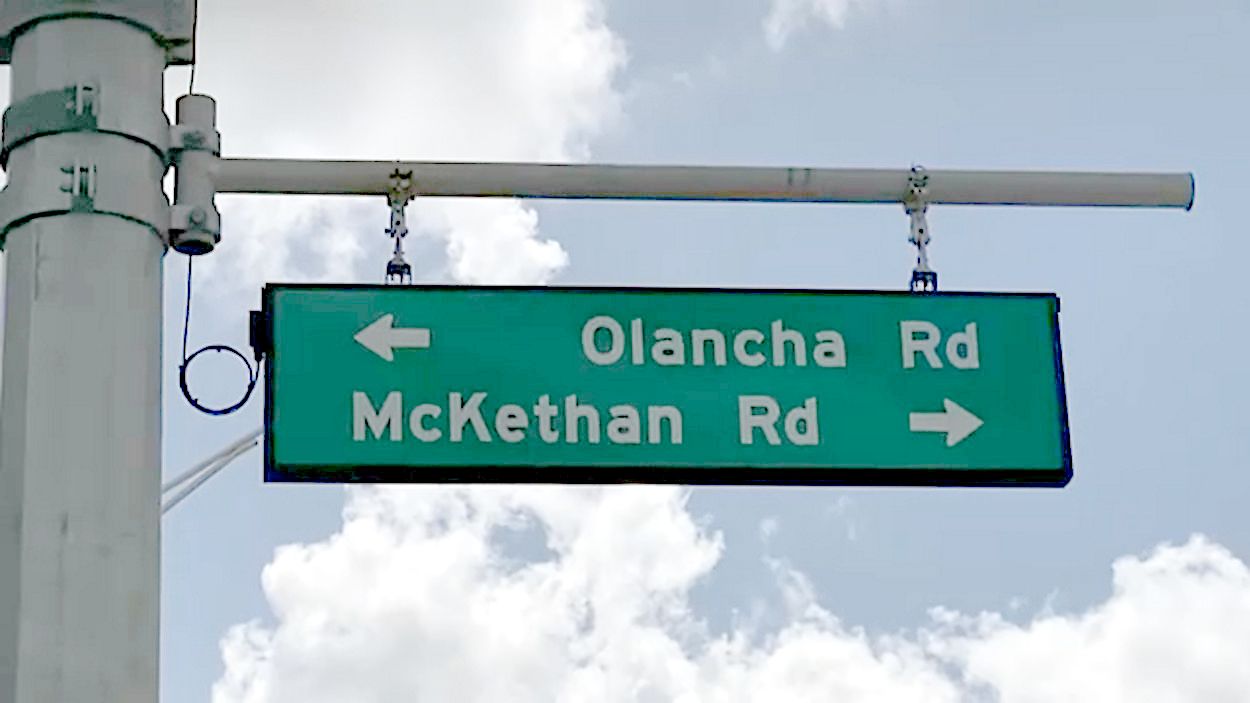 ← Olancha Rd
McKethan Rd →